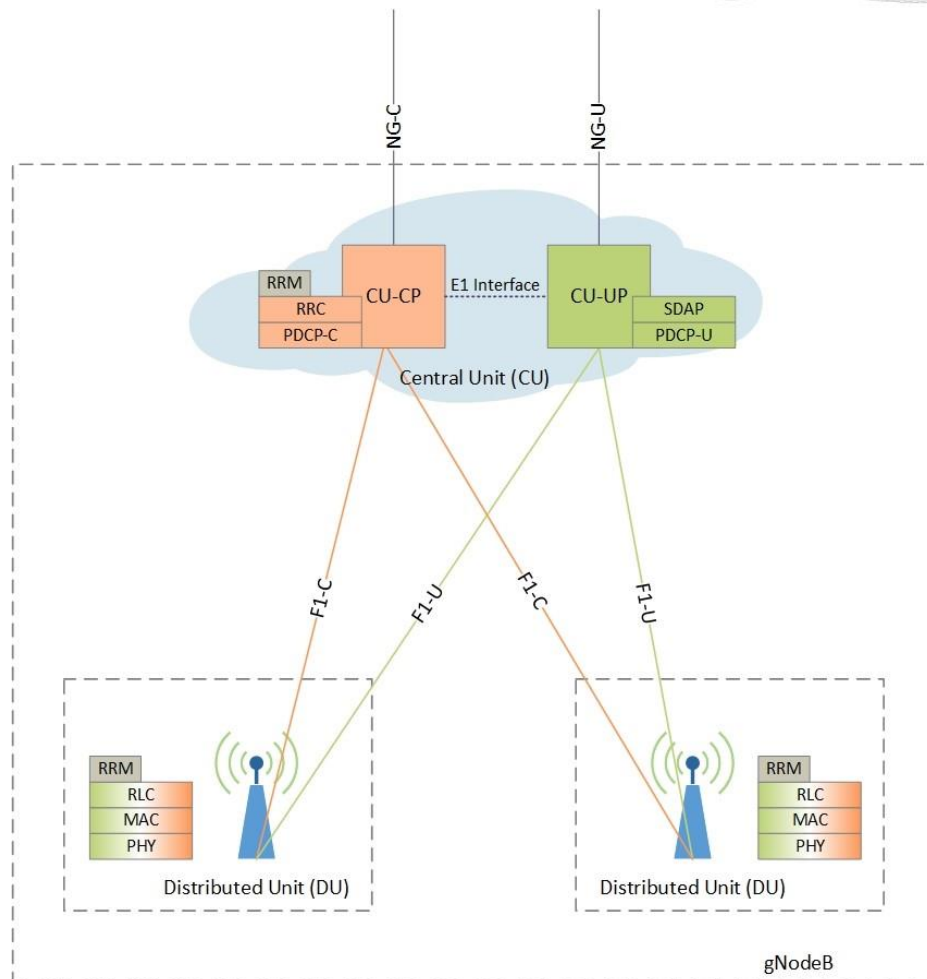 NG-C
NG-U
RRM
RRC
PDCP-C
CU-CP
E1 Interface
CU-UP
SDAP
PDCP-U
Central Unit (CU)
F1-C
F1-U
F1-C
F1-U
RRM
RLC
MAC
PHY
Distributed Unit (DU)
RRM
RLC
MAC
PHY
Distributed Unit (DU)
gNodeB